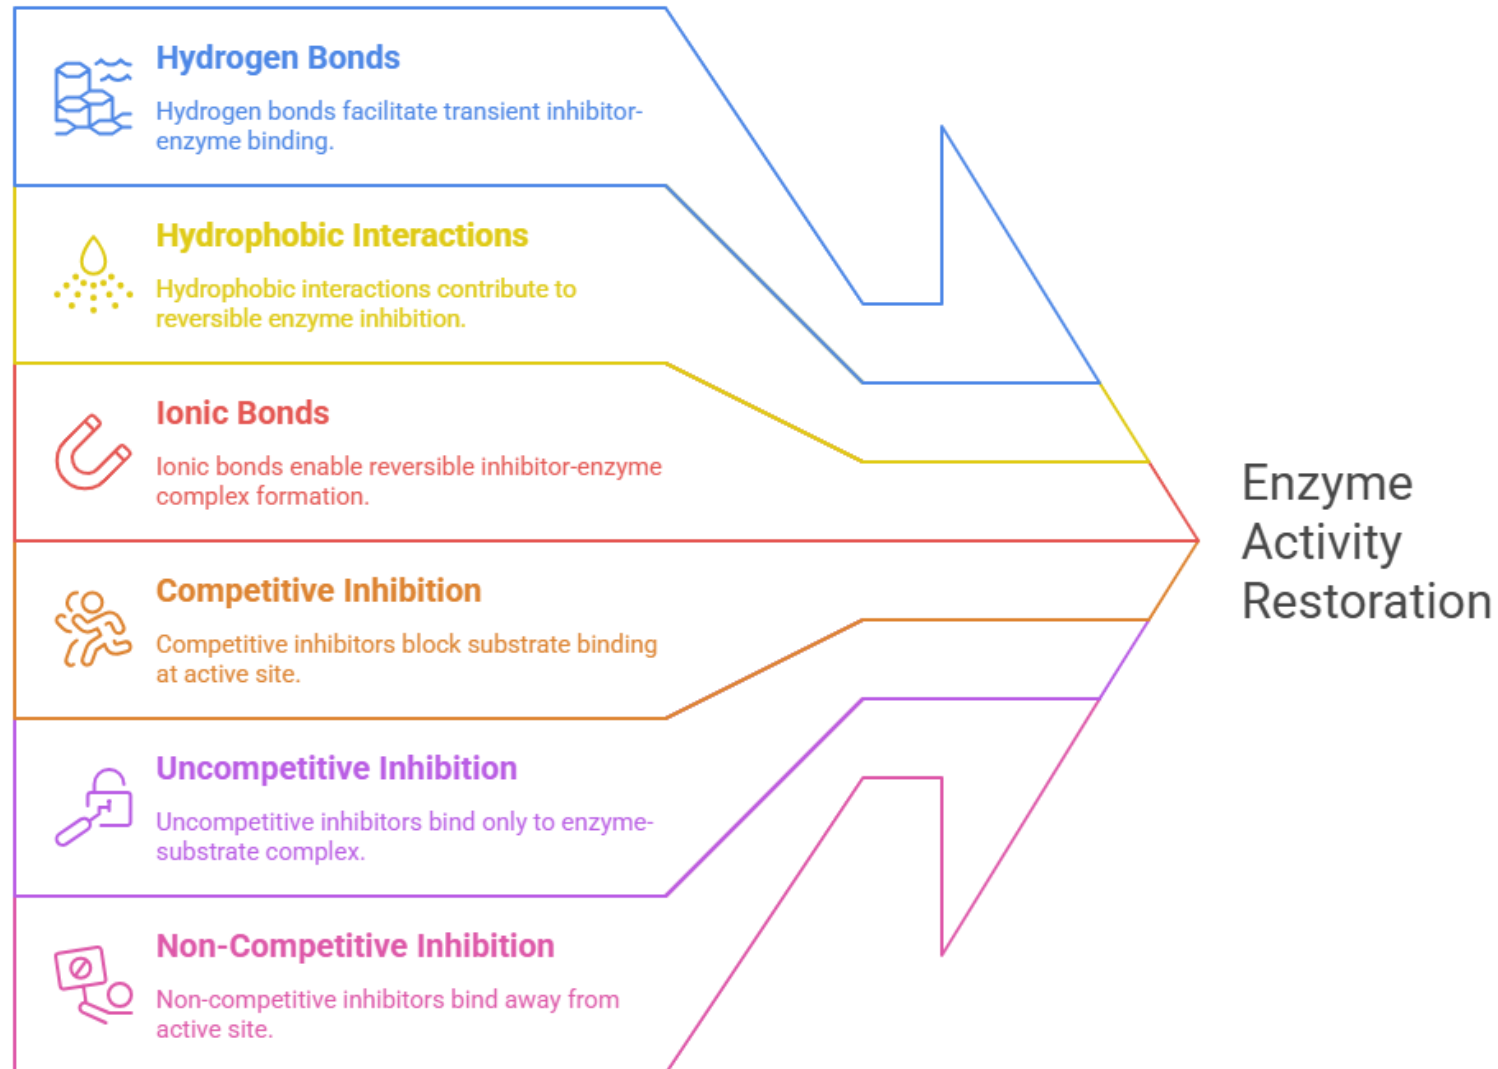 Hydrogen Bonds
Hydrogen bonds facilitate transient inhibitor-
enzyme binding.
Hydrophobic Interactions
Hydrophobic interactions contribute to
reversible enzyme inhibition.
Ionic Bonds
Ionic bonds enable reversible inhibitor-enzyme
complex formation.
Competitive Inhibition
Competitive inhibitors block substrate binding
at active site.
Uncompetitive Inhibition
Uncompetitive inhibitors bind only to enzyme-
substrate complex.
Non-Competitive Inhibition
Non-competitive inhibitors bind away from
active site.
Enzyme
Activity
Restoration